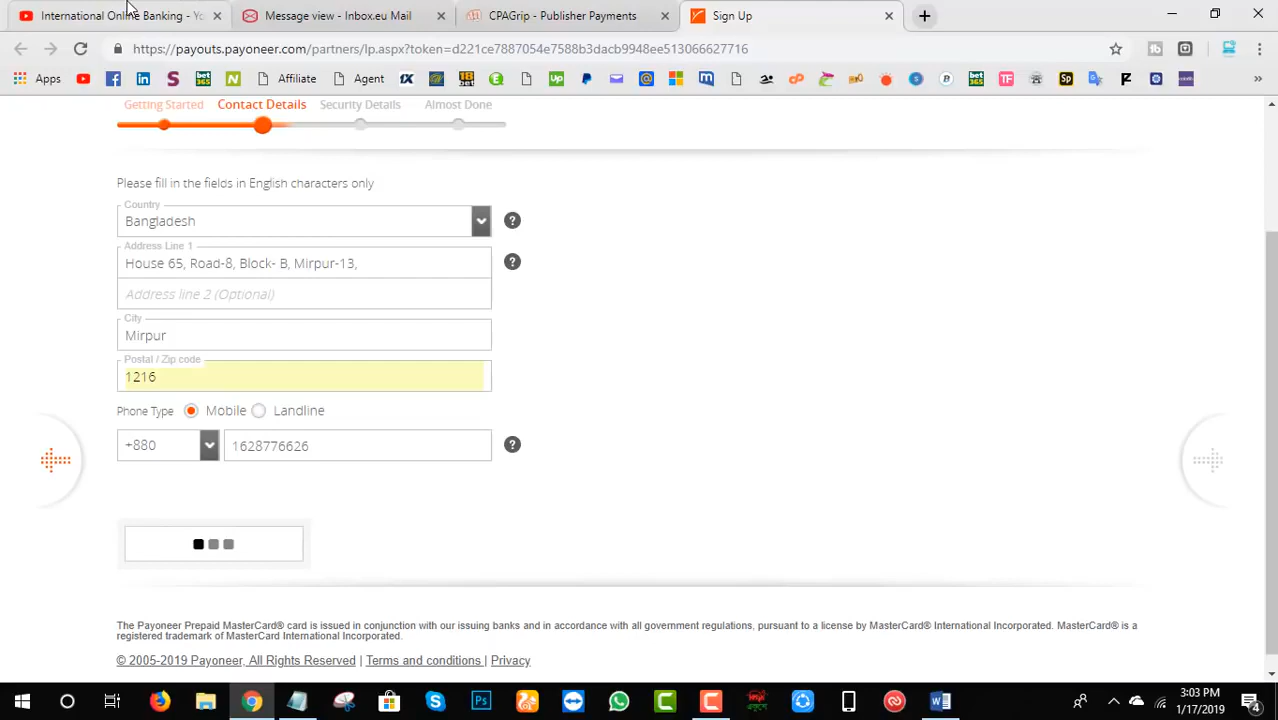 International Online Banking - Yo
Message view - Inbox.eu Mail
CPAGrip - Publisher Payments
Sign Up
https://payouts.payoneer.com/partners/lp.aspx?token=d221ce7887054e7588b3dacb9948ee513066627716
Apps
Affiliate
Agent
Getting Started
Contact Details
Security Details
Almost Done
Please fill in the fields in English characters only
Country
Bangladesh
Address Line 1
House 65, Road-8, Block- B, Mirpur-13,
Address line 2 (Optional)
City
Mirpur
Postal / Zip code
1216
Phone Type Mobile Landline
+880 1628776626
The Payoneer Prepaid MasterCard® card is issued in conjunction with our issuing banks and in accordance with all government regulations, pursuant to a license by MasterCard® International Incorporated. MasterCard® is a
registered trademark of MasterCard International Incorporated.
© 2005-2019 Payoneer, All Rights Reserved | Terms and conditions | Privacy
3:03 PM
1/17/2019